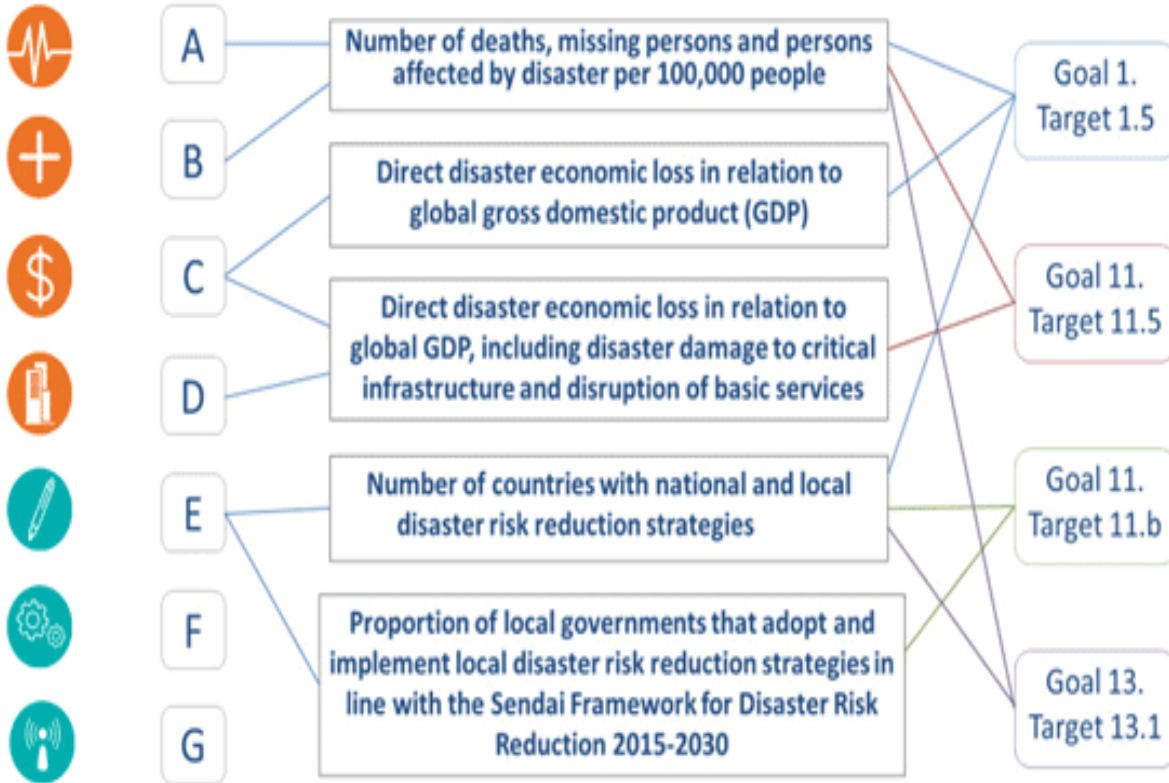 A
B
C
D
E
F
G
Number of deaths, missing persons and persons
affected by disaster per 100,000 people
Direct disaster economic loss in relation to
global gross domestic product (GDP)
Direct disaster economic loss in relation to
global GDP, including disaster damage to critical
infrastructure and disruption of basic services
Number of countries with national and local
disaster risk reduction strategies
Proportion of local governments that adopt and
implement local disaster risk reduction strategies in
line with the Sendai Framework for Disaster Risk
Reduction 2015-2030
Goal 1.
Target 1.5
Goal 11.
Target 11.5
Goal 11.
Target 11.b
Goal 13.
Target 13.1